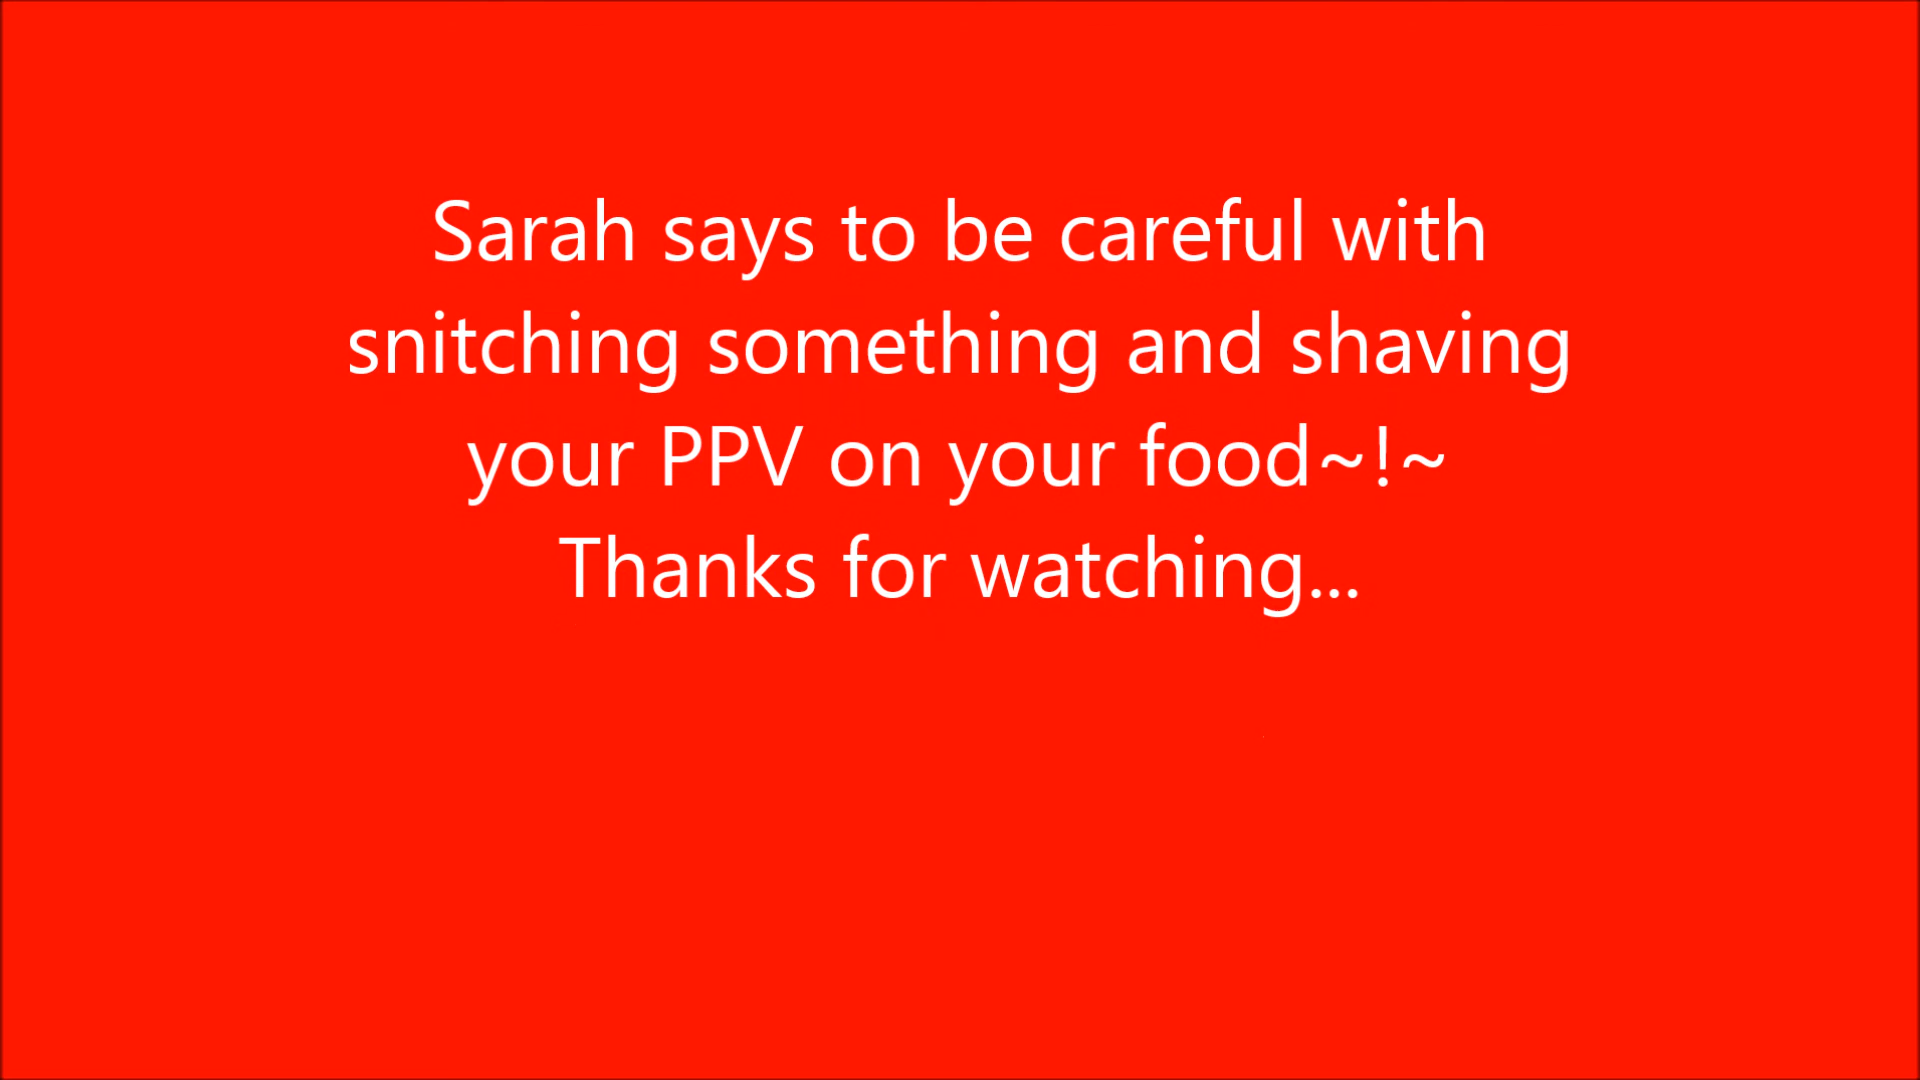 Sarah says to be careful with
snitching something and shaving
your PPV on your food~!~
Thanks for watching...